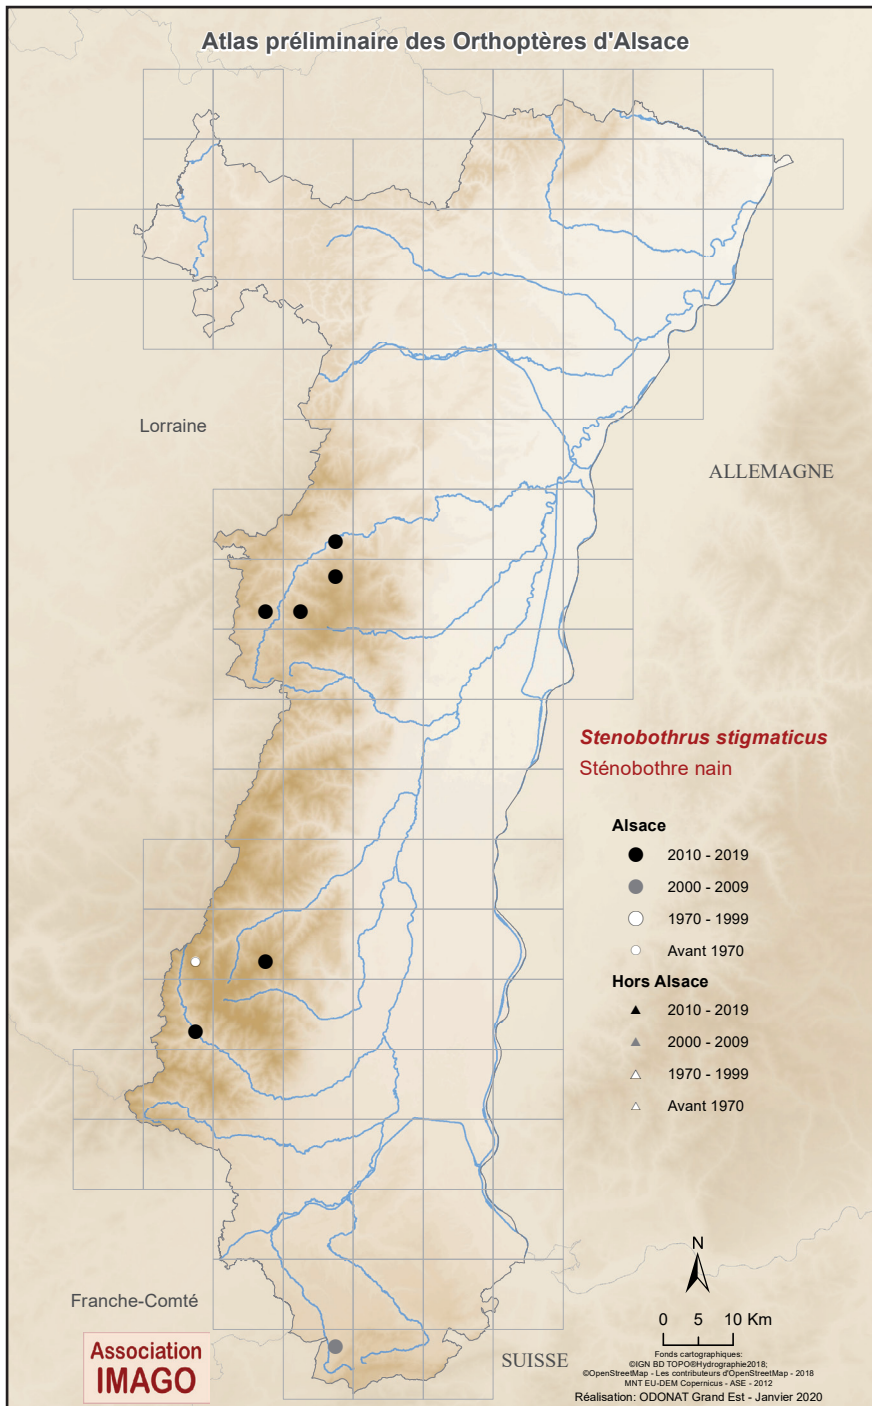 Atlas préliminaire des Orthoptères d'Alsace
Lorraine
ALLEMAGNE
Stenobothrus stigmaticus
Sténobothre nain
Alsace
2010 - 2019
2000 - 2009
1970 - 1999
Avant 1970
Hors Alsace
2010 - 2019
2000 - 2009
1970 - 1999
Avant 1970
N
0 5 10 Km
Franche-Comté
SUISSE
Association
IMAGO
Fonds cartographiques:
©IGN BD TOPO®Hydrographie2018;
©OpenStreetMap - Les contributeurs d'OpenStreetMap - 2018
MNT EU-DEM Copernicus - ASE - 2012
Réalisation: ODONAT Grand Est - Janvier 2020